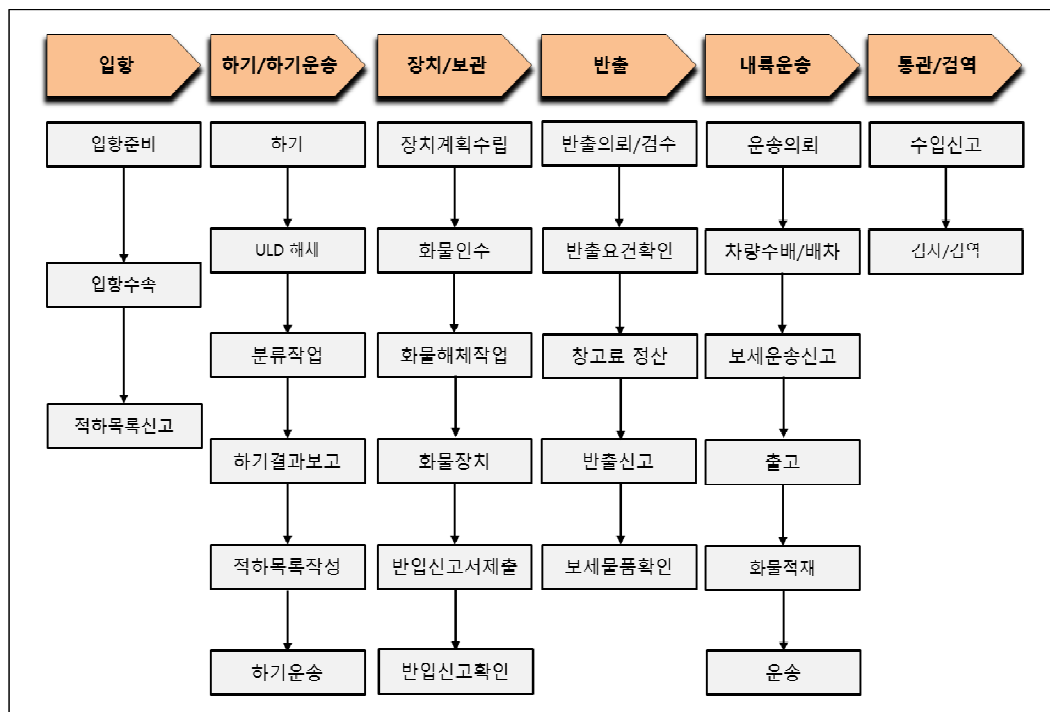 입항
하기/하기운송
장치/보관
반출
내륙운송
통관/검역
입항준비
입항수속
적하목록신고
하기
ULD 해체
분류작업
하기결과보고
적하목록작성
하기운송
장치계획수립
화물인수
화물해체작업
화물장치
반입신고서제출
반입신고확인
반출의뢰/검수
반출요건확인
창고료 정산
반출신고
보세물품확인
운송의뢰
차량수배/배차
보세운송신고
출고
화물적재
운송
수입신고
검사/검역